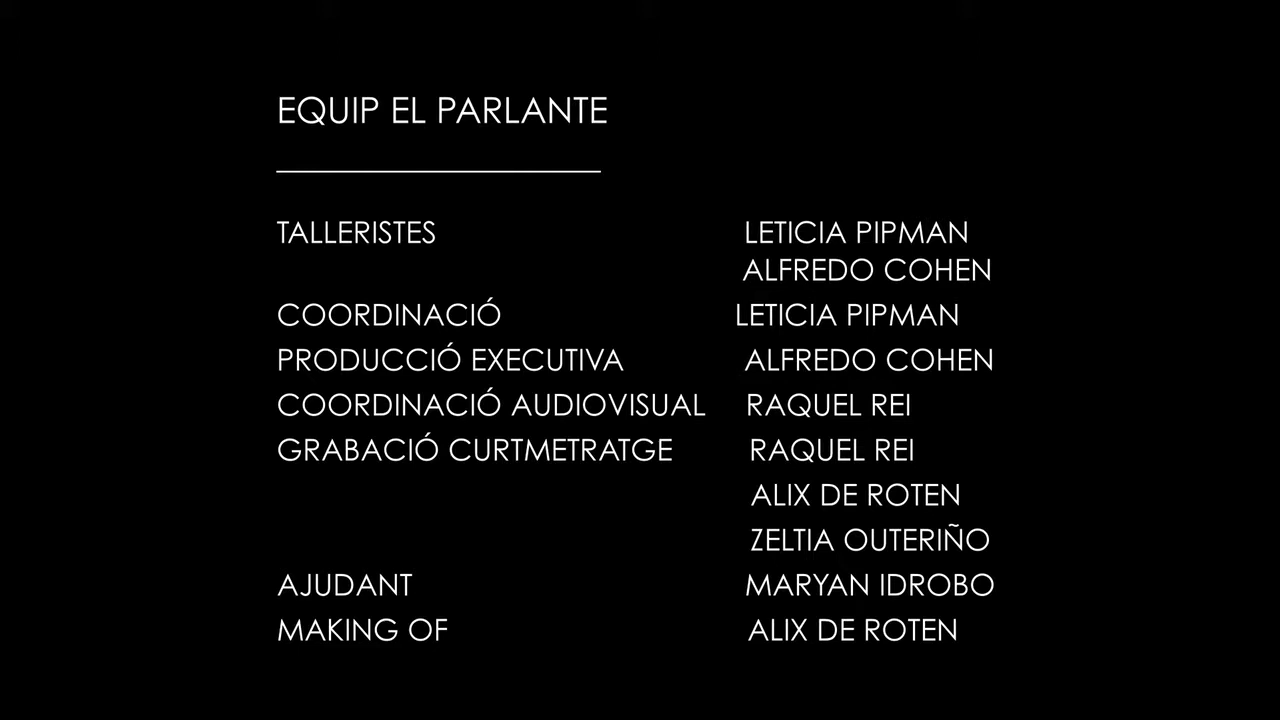 EQUIP EL PARLANTE
TALLERISTES LETICIA PIPMAN
ALFREDO COHEN
COORDINACIÓ LETICIA PIPMAN
PRODUCCIÓ EXECUTIVA ALFREDO COHEN
COORDINACIÓ AUDIOVISUAL RAQUEL REI
GRABACIÓ CURTMETRATGE RAQUEL REI
ALIX DE ROTEN
ZELTIA OUTERIÑO
AJUDANT MARYAN IDROBO
MAKING OF ALIX DE ROTEN